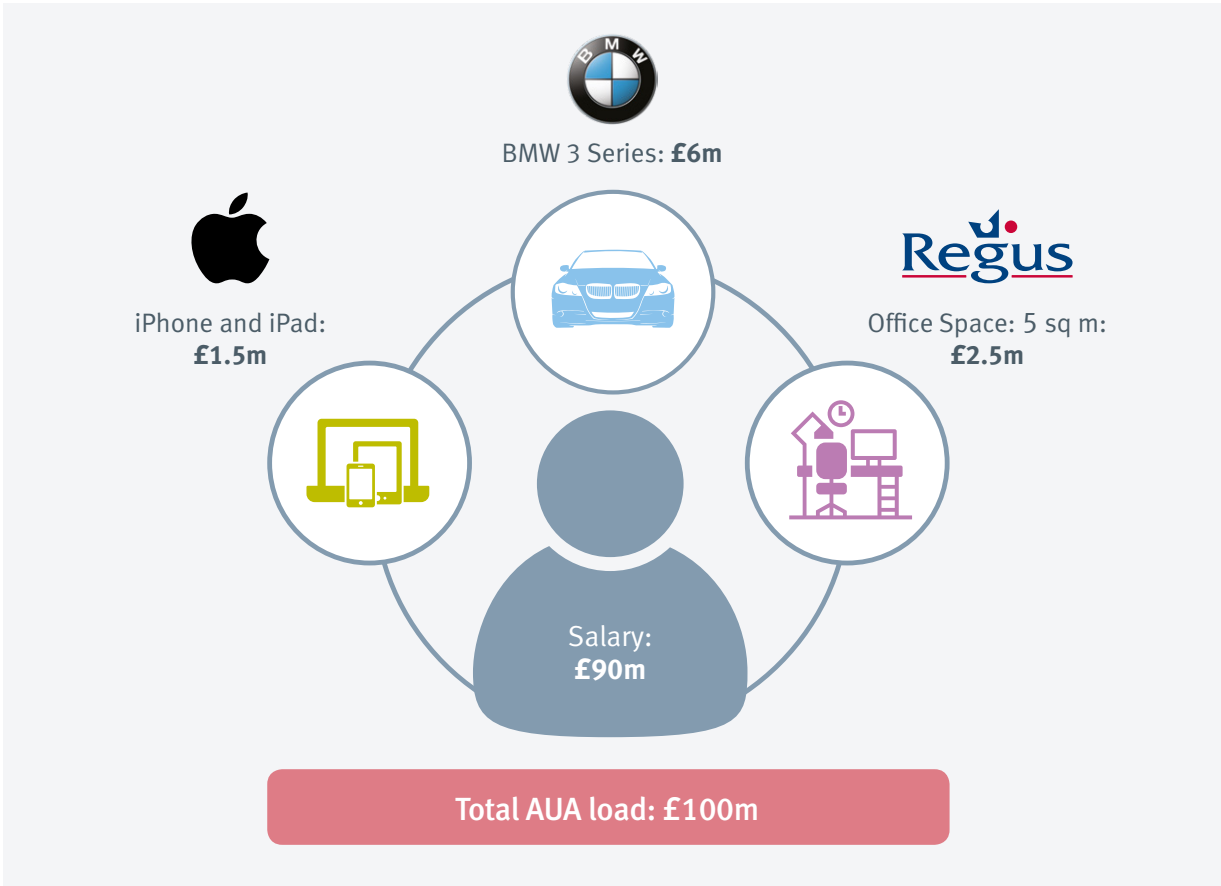 BMW
BMW 3 Series: £6m
Regus
iPhone and iPad:
£1.5m
Office Space: 5 sq m:
£2.5m
Salary:
£90m
Total AUA load: £100m